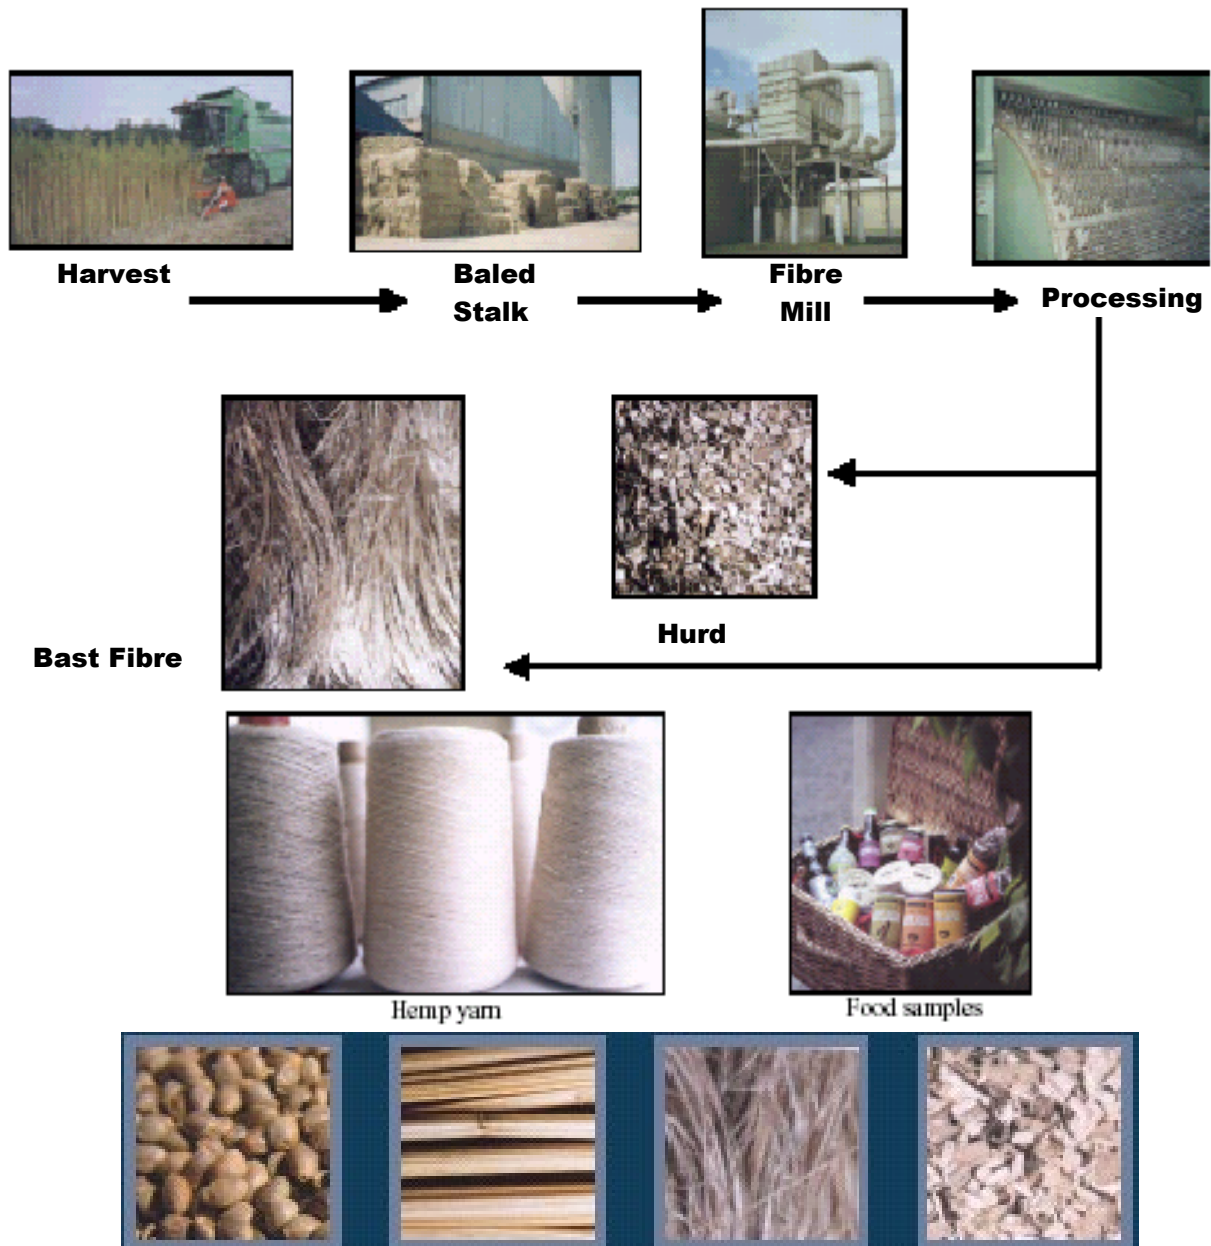 Harvest
Baled
Stalk
Fibre
Mill
Processing
Hurd
Bast Fibre
Hemp yarn
Food samples